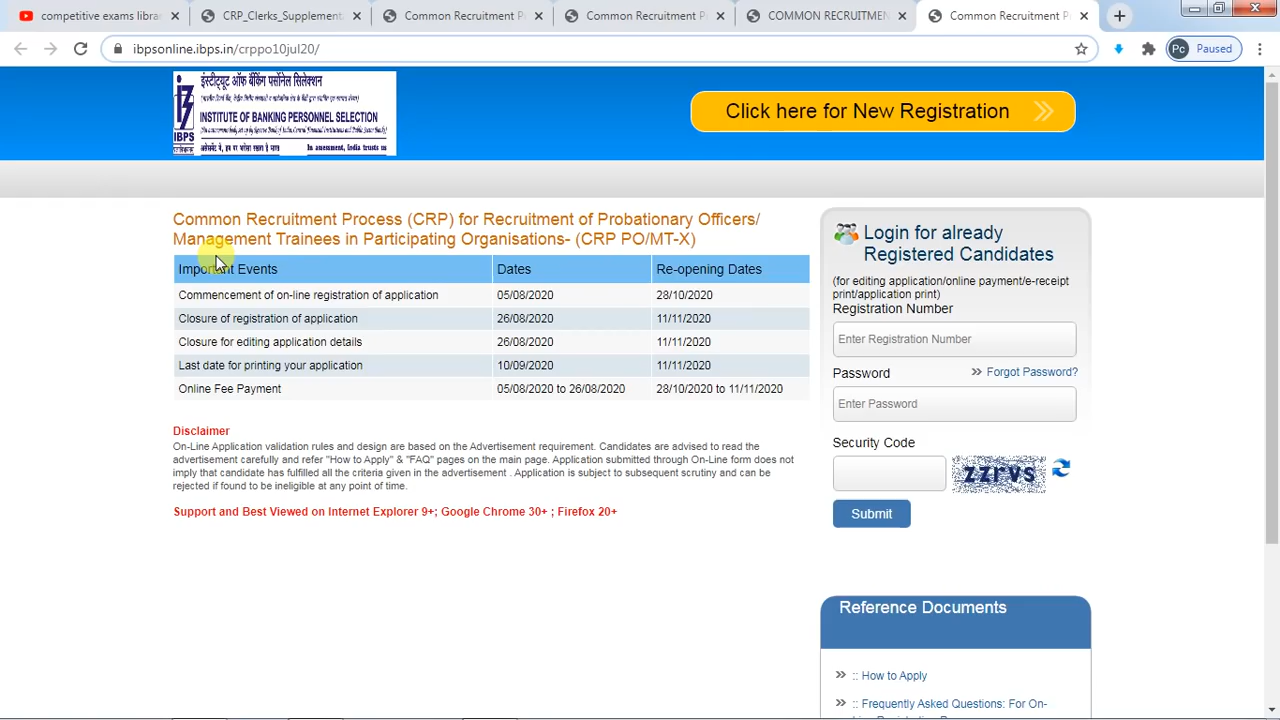 competitive exams librar
CRP_Clerks_Supplement
Common Recruitment P
Common Recruitment P
COMMON RECRUITMEN
Common Recruitment P
ibpsonline.ibps.in/crppo10jul20/
Pc Paused
इंस्टीट्यूट ऑफ बैंकिंग पर्सोनेल सिलेक्शन
INSTITUTE OF BANKING PERSONNEL SELECTION
IBPS
In assessment, India trusts us
Click here for New Registration
Common Recruitment Process (CRP) for Recruitment of Probationary Officers/
Management Trainees in Participating Organisations- (CRP PO/MT-X)
Important Events Dates Re-opening Dates
Commencement of on-line registration of application 05/08/2020 28/10/2020
Closure of registration of application 26/08/2020 11/11/2020
Closure for editing application details 26/08/2020 11/11/2020
Last date for printing your application 10/09/2020 11/11/2020
Online Fee Payment 05/08/2020 to 26/08/2020 28/10/2020 to 11/11/2020
Disclaimer
On-Line Application validation rules and design are based on the Advertisement requirement. Candidates are advised to read the
advertisement carefully and refer "How to Apply" & "FAQ" pages on the main page. Application submitted through On-Line form does not
imply that candidate has fulfilled all the criteria given in the advertisement . Application is subject to subsequent scrutiny and can be
rejected if found to be ineligible at any point of time.
Support and Best Viewed on Internet Explorer 9+; Google Chrome 30+ ; Firefox 20+
Login for already
Registered Candidates
(for editing application/online payment/e-receipt
print/application print)
Registration Number
Enter Registration Number
Password
Forgot Password?
Enter Password
Security Code
zzrvs
Submit
Reference Documents
:: How to Apply
:: Frequently Asked Questions: For On-